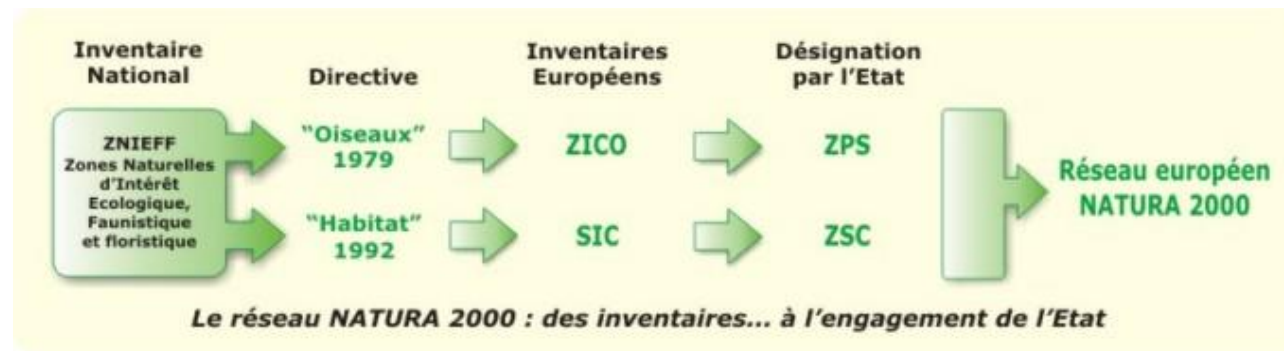 Inventaire
National
Directive
Inventaires
Européens
Désignation
par l'Etat
ZNIEFF
Zones Naturelles
d'Intérêt
Ecologique,
Faunistique
et floristique
"Oiseaux"
1979
ZICO
ZPS
"Habitat"
1992
SIC
ZSC
Réseau européen
NATURA 2000
Le réseau NATURA 2000 : des inventaires... à l'engagement de l'Etat